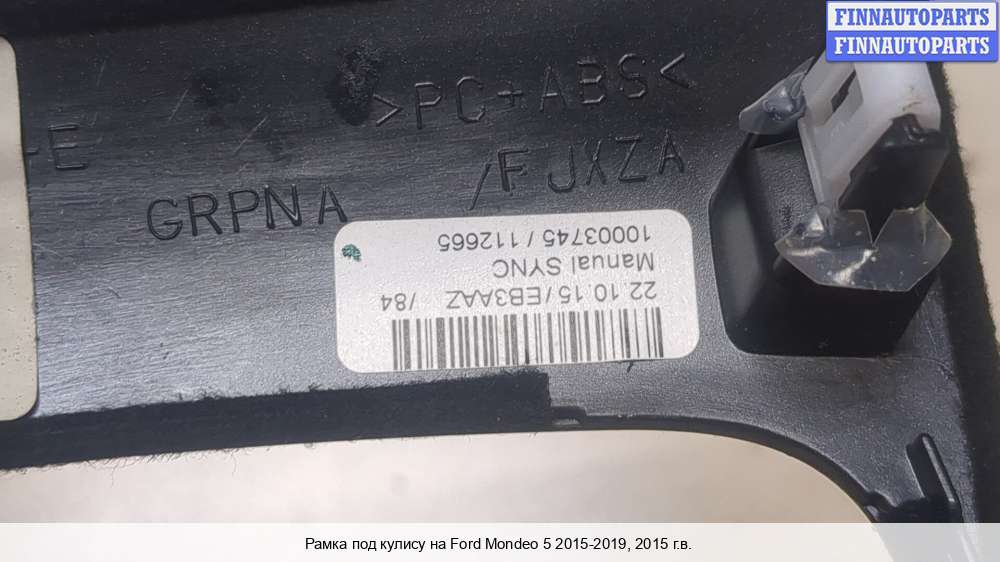 FINNAUTOPARTS
FINNAUTOPARTS
>PC+ABS<
-E
GRPNA /FJXZA
22.10.15/EB3AAZ /84
Manual SYNC
10003745 / 112665
Рамка под кулису на Ford Mondeo 5 2015-2019, 2015 г.в.